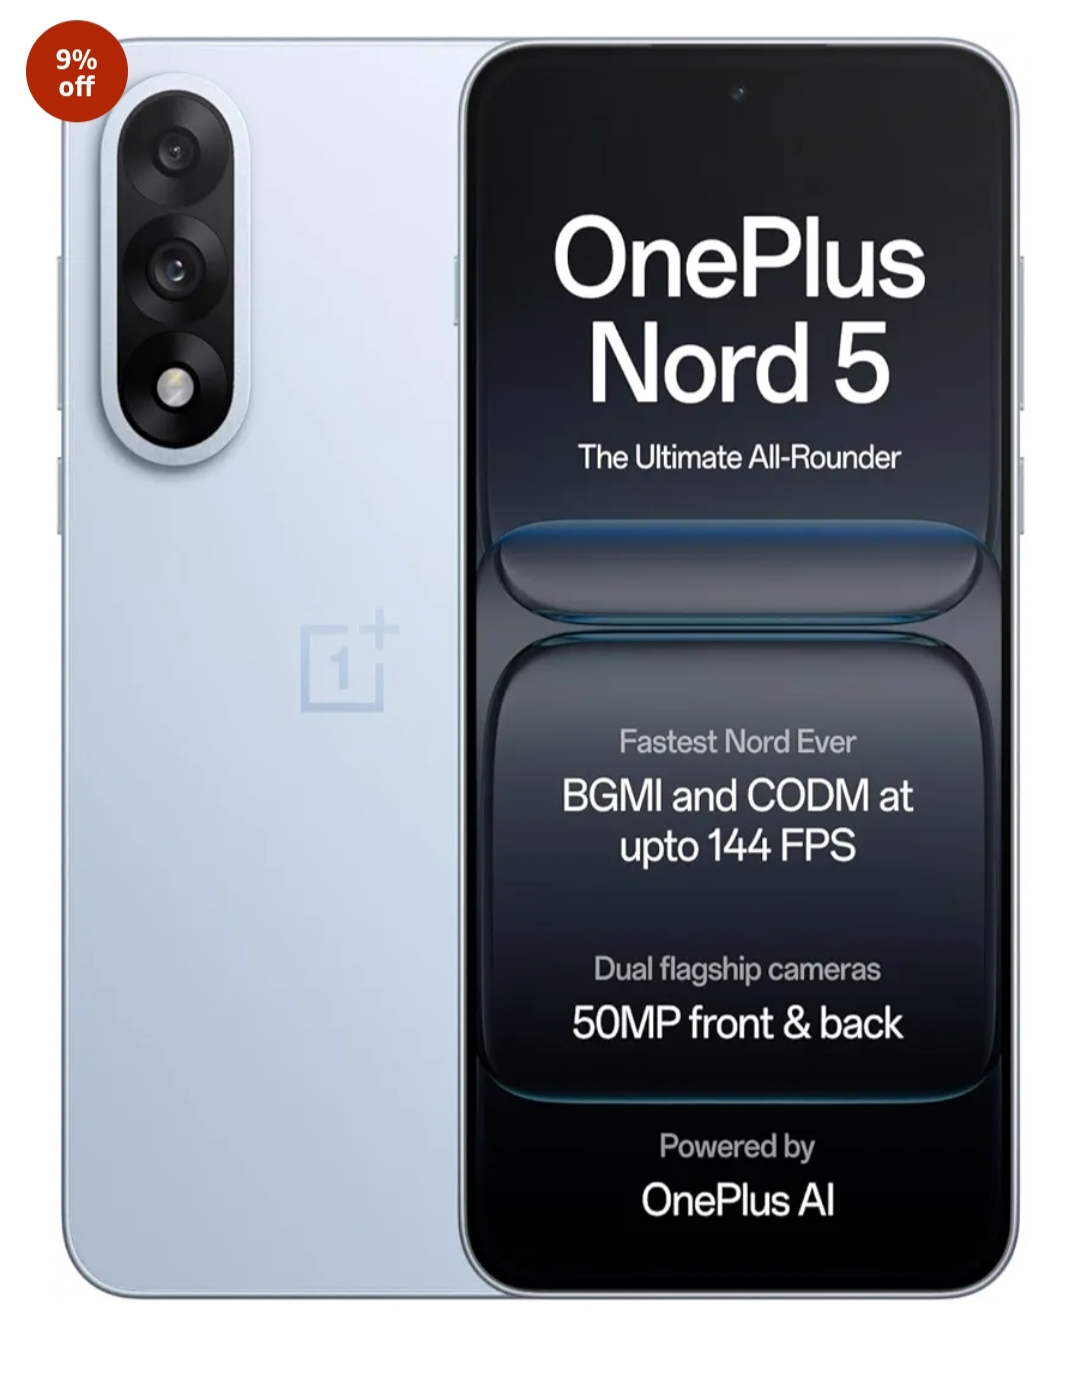 9%
off
OnePlus
Nord 5
The Ultimate All-Rounder
1+
Fastest Nord Ever
BGMI and CODM at
upto 144 FPS
Dual flagship cameras
50MP front & back
Powered by
OnePlus AI